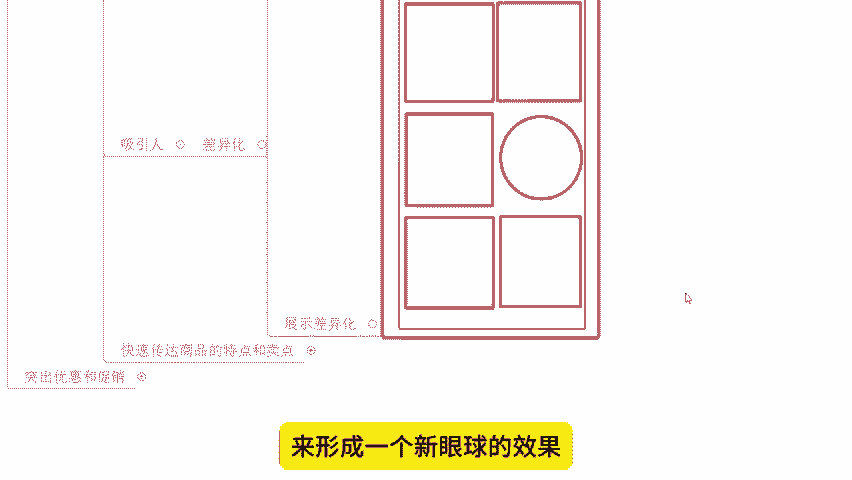 吸引人 差异化
展示差异化
快速传达商品的特点和卖点
突出优惠和促销
来形成一个新眼球的效果